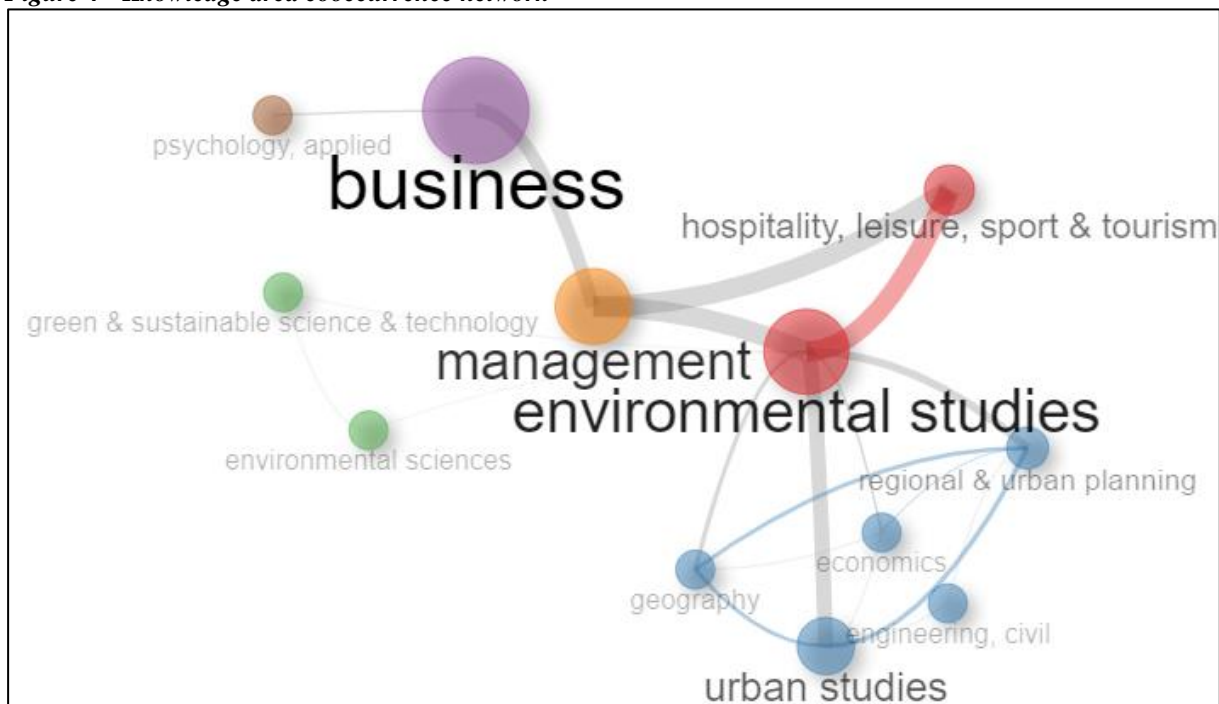 psychology, applied
business
hospitality, leisure, sport & tourism
green & sustainable science & technology
management
environmental studies
environmental sciences
regional & urban planning
economics
geography
engineering, civil
urban studies